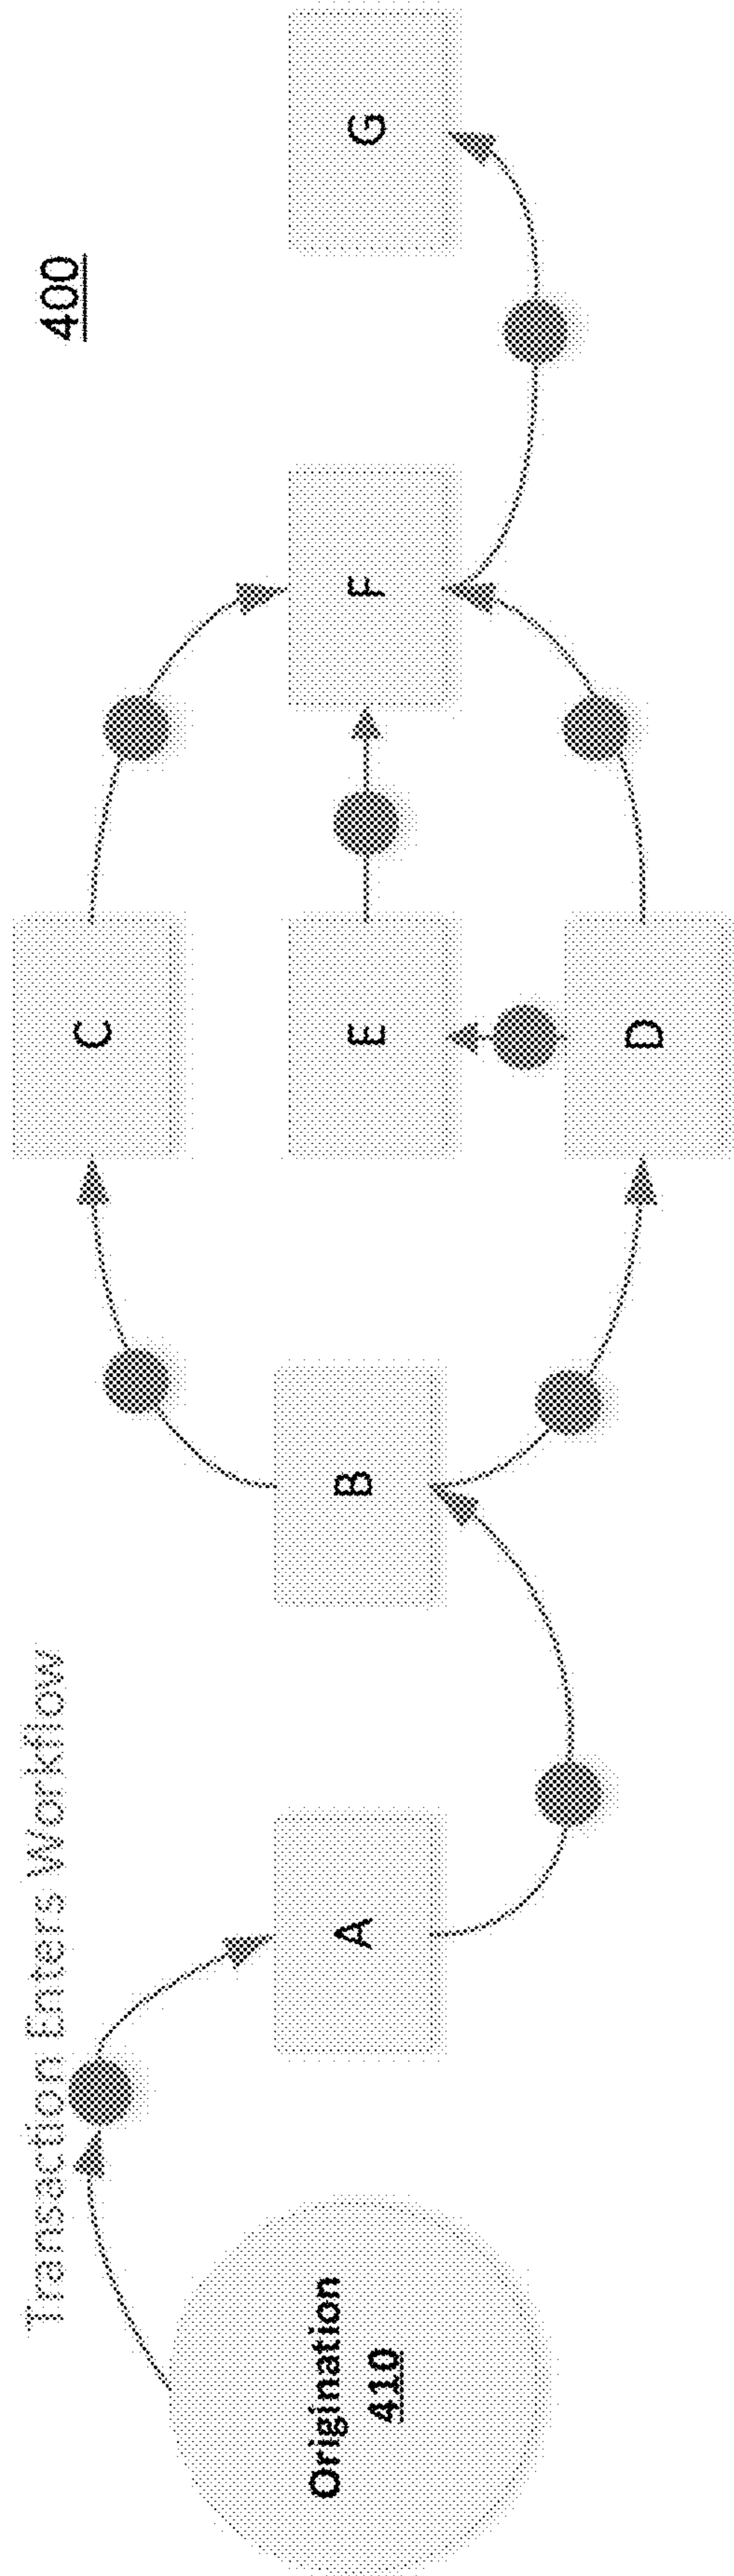 400
Transaction Enters Workflow
Origination
410
A
B
C
E
D
F
G